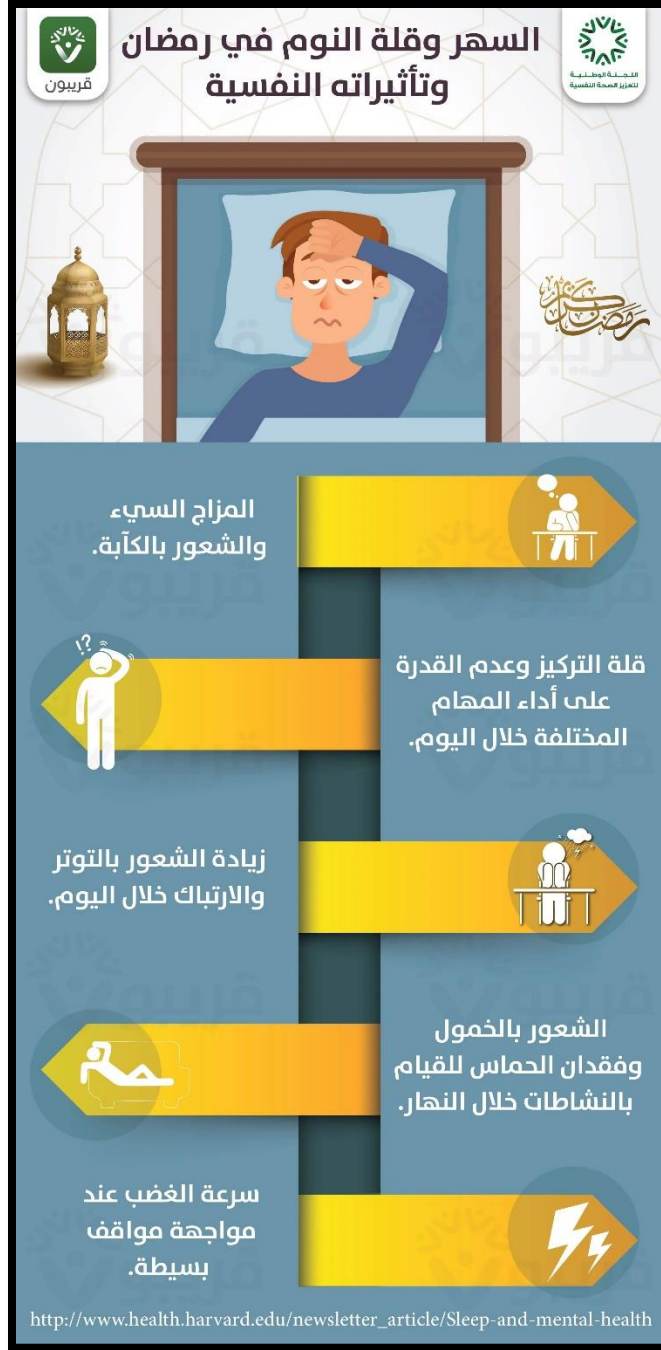 السهر وقلة النوم في رمضان
وتأثيراته النفسية
اللجنة الوطنية
لتعزيز الصحة النفسية
قريبون
رمضان كريم
المزاج السيء
والشعور بالكآبة.
قلة التركيز وعدم القدرة
على أداء المهام
المختلفة خلال اليوم.
!?
زيادة الشعور بالتوتر
والارتباك خلال اليوم.
الشعور بالخمول
وفقدان الحماس للقيام
بالنشاطات خلال النهار.
سرعة الغضب عند
مواجهة مواقف
بسيطة.
http://www.health.harvard.edu/newsletter_article/Sleep-and-mental-health